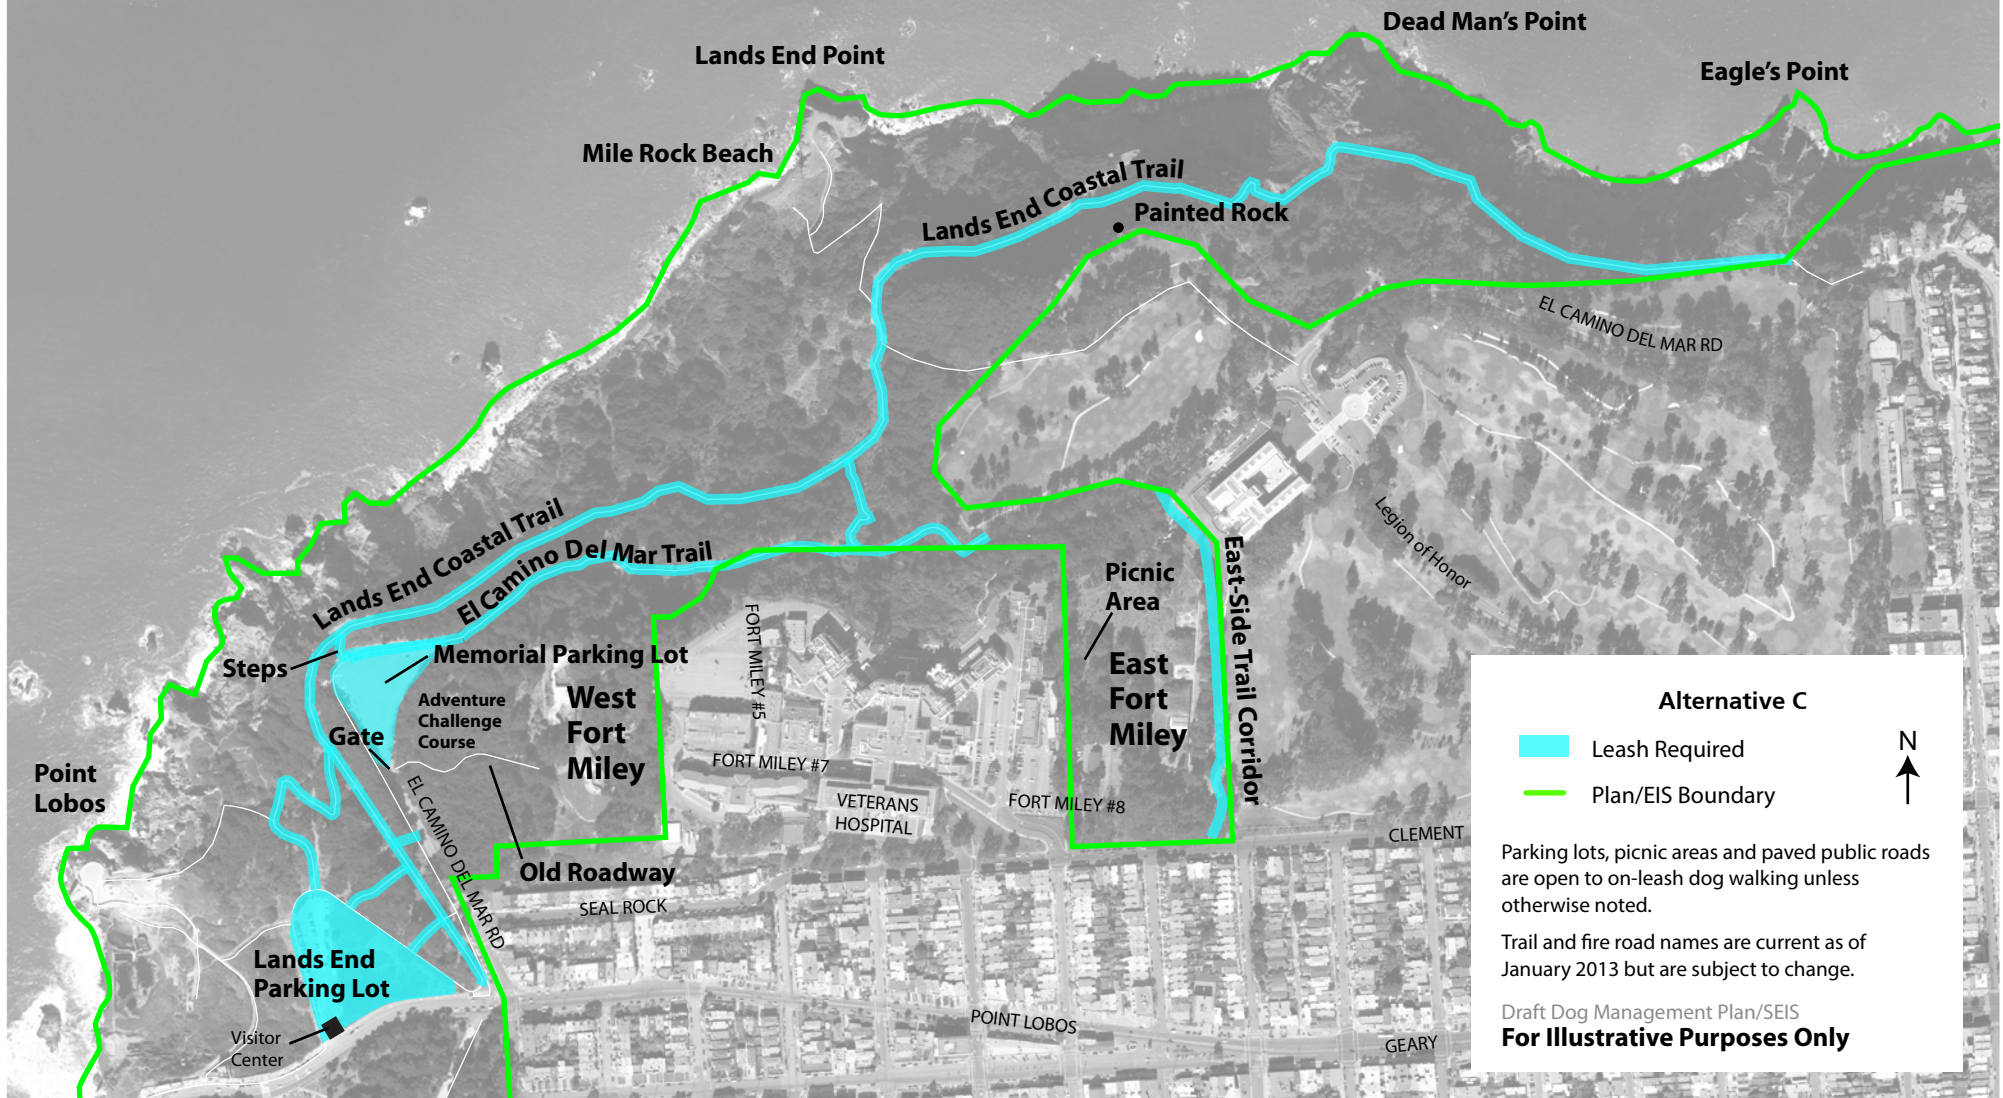 Dead Man’s Point
Lands End Point
Eagle’s Point
Mile Rock Beach
Lands End Coastal Trail
Painted Rock
EL CAMINO DEL MAR RD
Legion of Honor
Lands End Coastal Trail
El Camino Del Mar Trail
Picnic
Area
East-Side Trail Corridor
FORT MILEY #5
Steps
Memorial Parking Lot
Adventure
Challenge
Course
West
Fort
Miley
East
Fort
Miley
Gate
FORT MILEY #7
Point
Lobos
EL CAMINO DEL MAR RD
VETERANS
HOSPITAL
FORT MILEY #8
CLEMENT
Old Roadway
SEAL ROCK
Lands End
Parking Lot
Visitor
Center
POINT LOBOS
GEARY
Alternative C
Leash Required
N
Plan/EIS Boundary
Parking lots, picnic areas and paved public roads
are open to on-leash dog walking unless
otherwise noted.
Trail and fire road names are current as of
January 2013 but are subject to change.
Draft Dog Management Plan/SEIS
For Illustrative Purposes Only